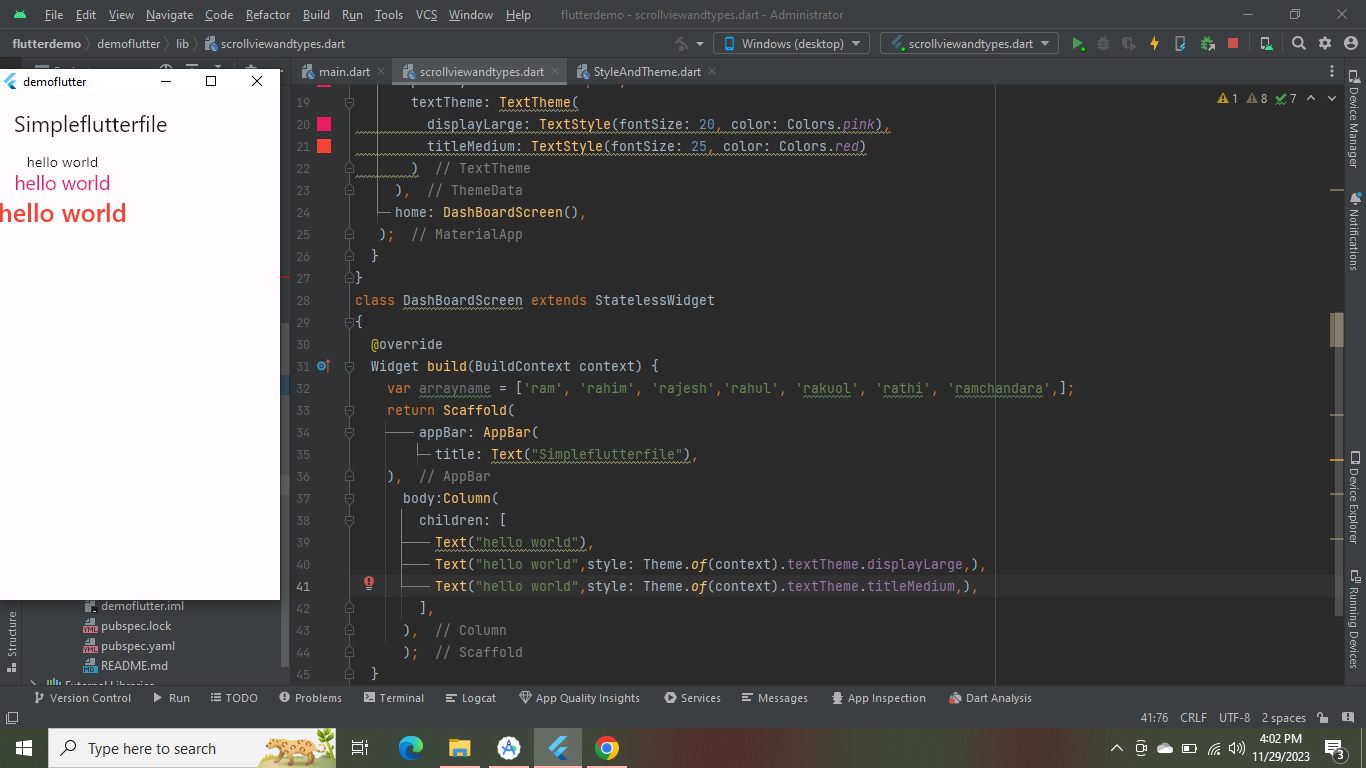 File Edit View Navigate Code Refactor Build Run Tools VCS Window Help flutterdemo - scrollviewandtypes.dart - Administrator
flutterdemo demoflutter lib scrollviewandtypes.dart Windows (desktop) scrollviewandtypes.dart
main.dart scrollviewandtypes.dart StyleAndTheme.dart
demoflutter
Simpleflutterfile
hello world
hello world
hello world
1 8 7
19 textTheme: TextTheme(
20 displayLarge: TextStyle(fontSize: 20, color: Colors.pink),
21 titleMedium: TextStyle(fontSize: 25, color: Colors.red)
22 ) // TextTheme
23 ), // ThemeData
24 home: DashBoardScreen(),
25 ); // MaterialApp
26 }
27 }
28 class DashBoardScreen extends StatelessWidget
29 {
30 @override
31 Widget build(BuildContext context) {
32 var arrayname = ['ram', 'rahim', 'rajesh','rahul', 'rakuol', 'rathi', 'ramchandara',];
33 return Scaffold(
34 appBar: AppBar(
35 title: Text("Simpleflutterfile"),
36 ), // AppBar
37 body:Column(
38 children: [
39 Text("hello world"),
40 Text("hello world",style: Theme.of(context).textTheme.displayLarge,),
41 Text("hello world",style: Theme.of(context).textTheme.titleMedium,),
42 ],
43 ), // Column
44 ); // Scaffold
45 }
demoflutter.iml
pubspec.lock
pubspec.yaml
README.md
External Libraries
Structure
Device Manager
Notifications
Device Explorer
Running Devices
Version Control Run TODO Problems Terminal Logcat App Quality Insights Services Messages App Inspection Dart Analysis
41:76 CRLF UTF-8 2 spaces
Type here to search
4:02 PM
11/29/2023
3